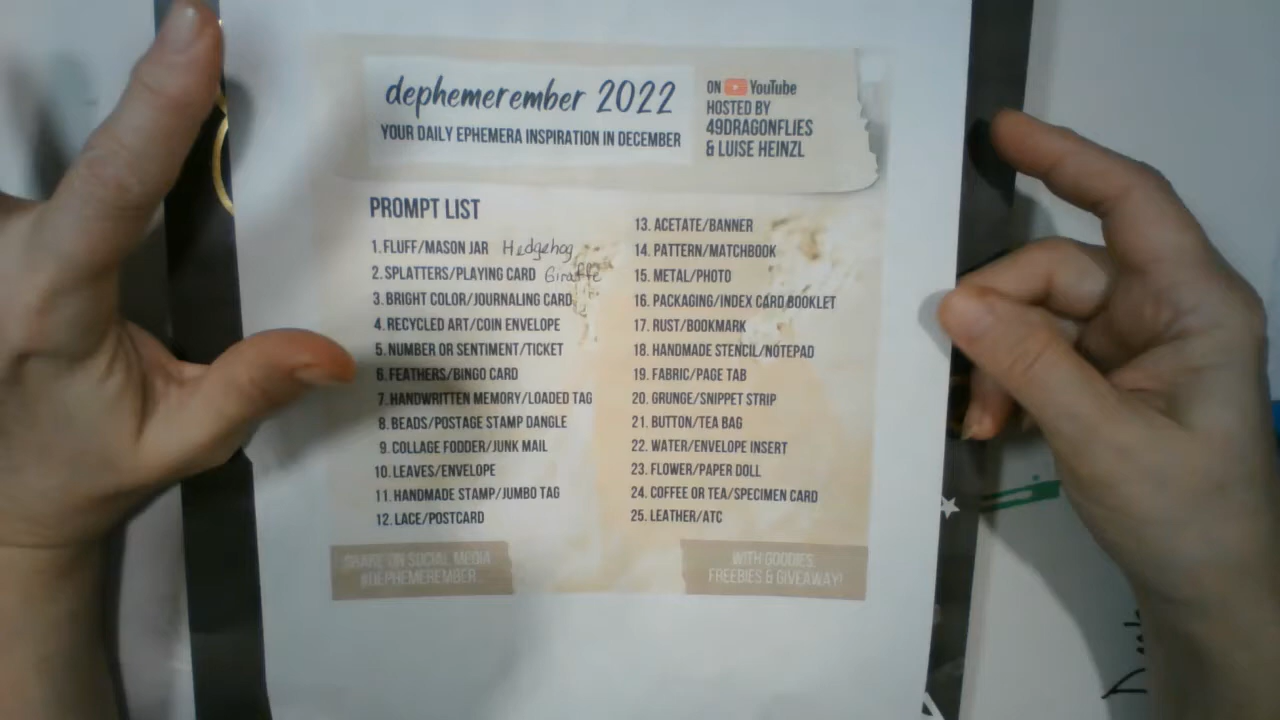 dephemerember 2022
YOUR DAILY EPHEMERA INSPIRATION IN DECEMBER
ON YouTube
HOSTED BY
49DRAGONFLIES
& LUISE HEINZL
PROMPT LIST
1. FLUFF/MASON JAR Hedgehog
2. SPLATTERS/PLAYING CARD Giraffe
3. BRIGHT COLOR/JOURNALING CARD
4. RECYCLED ART/COIN ENVELOPE
5. NUMBER OR SENTIMENT/TICKET
6. FEATHERS/BINGO CARD
7. HANDWRITTEN MEMORY/LOADED TAG
8. BEADS/POSTAGE STAMP DANGLE
9. COLLAGE FODDER/JUNK MAIL
10. LEAVES/ENVELOPE
11. HANDMADE STAMP/JUMBO TAG
12. LACE/POSTCARD
13. ACETATE/BANNER
14. PATTERN/MATCHBOOK
15. METAL/PHOTO
16. PACKAGING/INDEX CARD BOOKLET
17. RUST/BOOKMARK
18. HANDMADE STENCIL/NOTEPAD
19. FABRIC/PAGE TAB
20. GRUNGE/SNIPPET STRIP
21. BUTTON/TEA BAG
22. WATER/ENVELOPE INSERT
23. FLOWER/PAPER DOLL
24. COFFEE OR TEA/SPECIMEN CARD
25. LEATHER/ATC
SHARE ON SOCIAL MEDIA
#DEPHEMEREMBER
WITH GOODIES,
FREEBIES & GIVEAWAY!